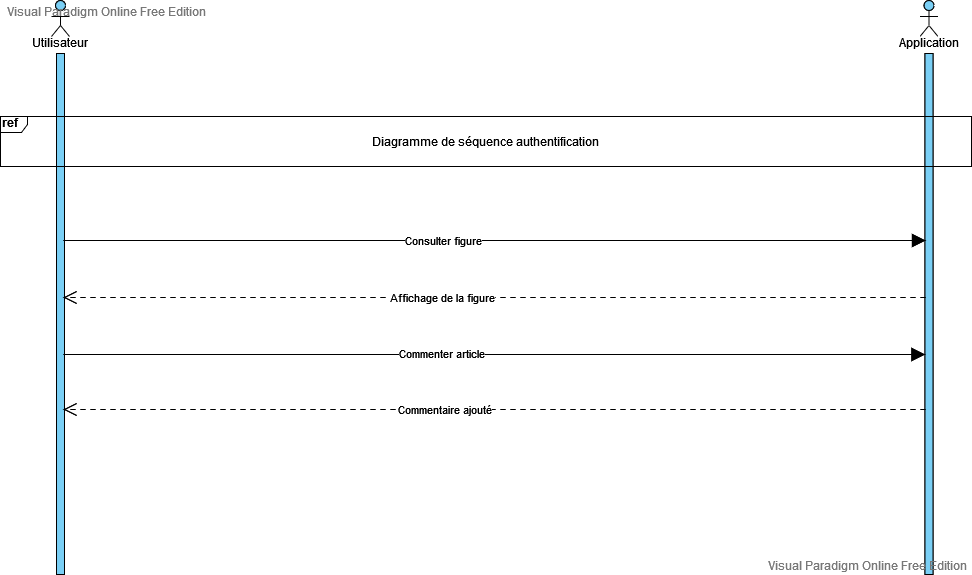 Visual Paradigm Online Free Edition
Utilisateur
Application
ref
Diagramme de séquence authentification
Consulter figure
Affichage de la figure
Commenter article
Commentaire ajouté
Visual Paradigm Online Free Edition